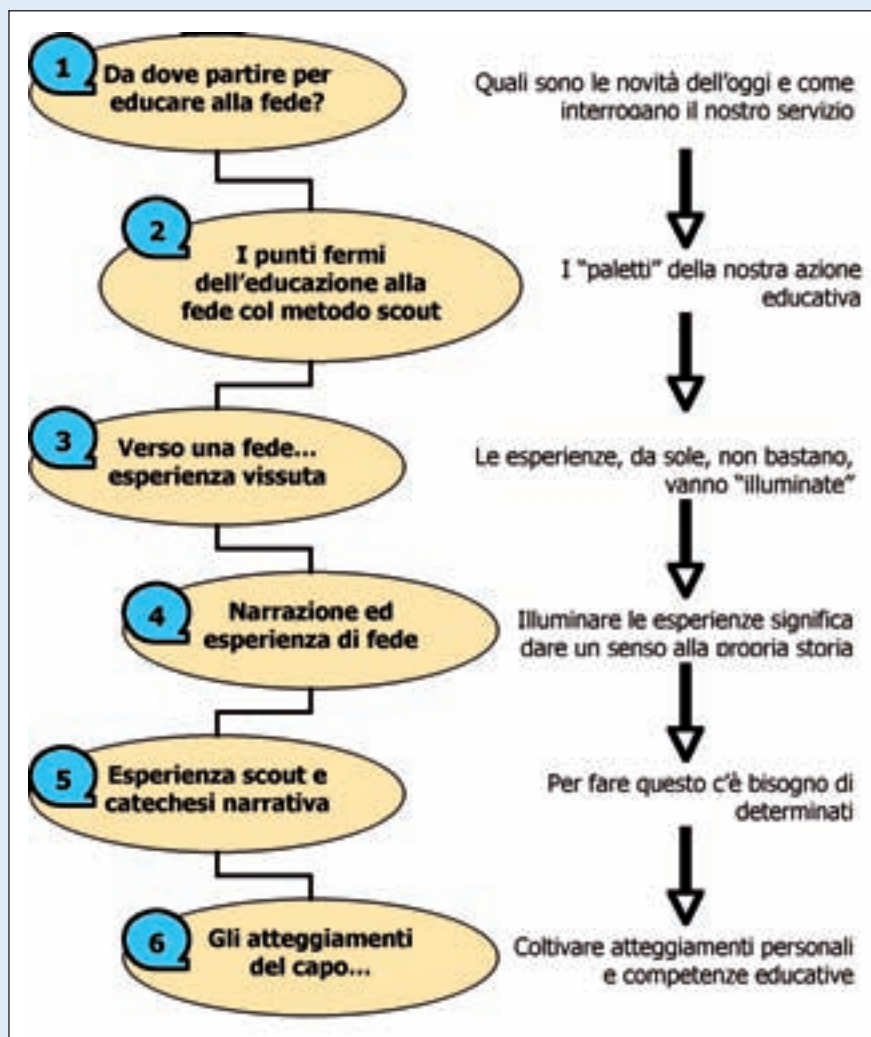 1
Da dove partire per
educare alla fede?
Quali sono le novità dell'oggi e come
interrogano il nostro servizio
2
I punti fermi
dell'educazione alla
fede col metodo scout
I "paletti" della nostra azione
educativa
3
Verso una fede...
esperienza vissuta
Le esperienze, da sole, non bastano,
vanno "illuminate"
4
Narrazione ed
esperienza di fede
Illuminare le esperienze significa
dare un senso alla propria storia
5
Esperienza scout e
catechesi narrativa
Per fare questo c'è bisogno di
determinati
6
Gli atteggiamenti
del capo...
Coltivare atteggiamenti personali
e competenze educative